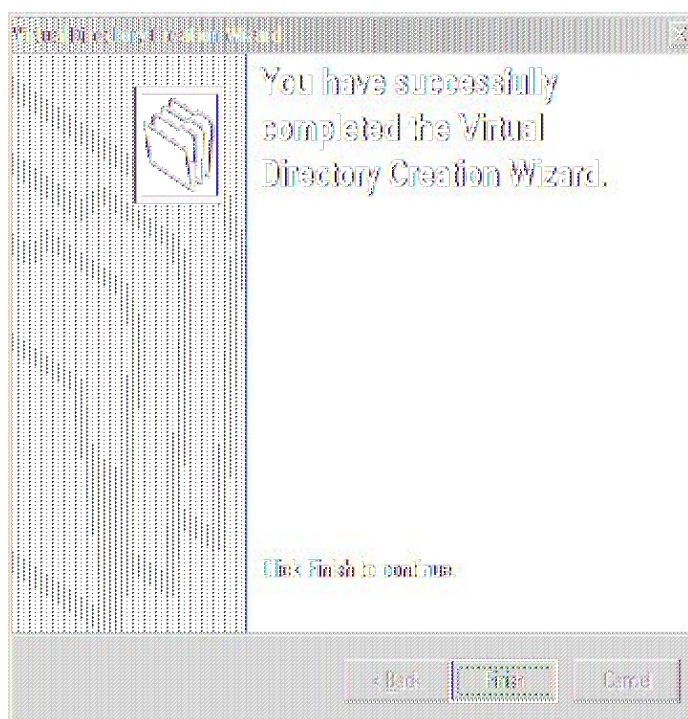 Virtual Directory Creation Wizard
You have successfully
completed the Virtual
Directory Creation Wizard.
Click Finish to continue.
< Back
Finish
Cancel